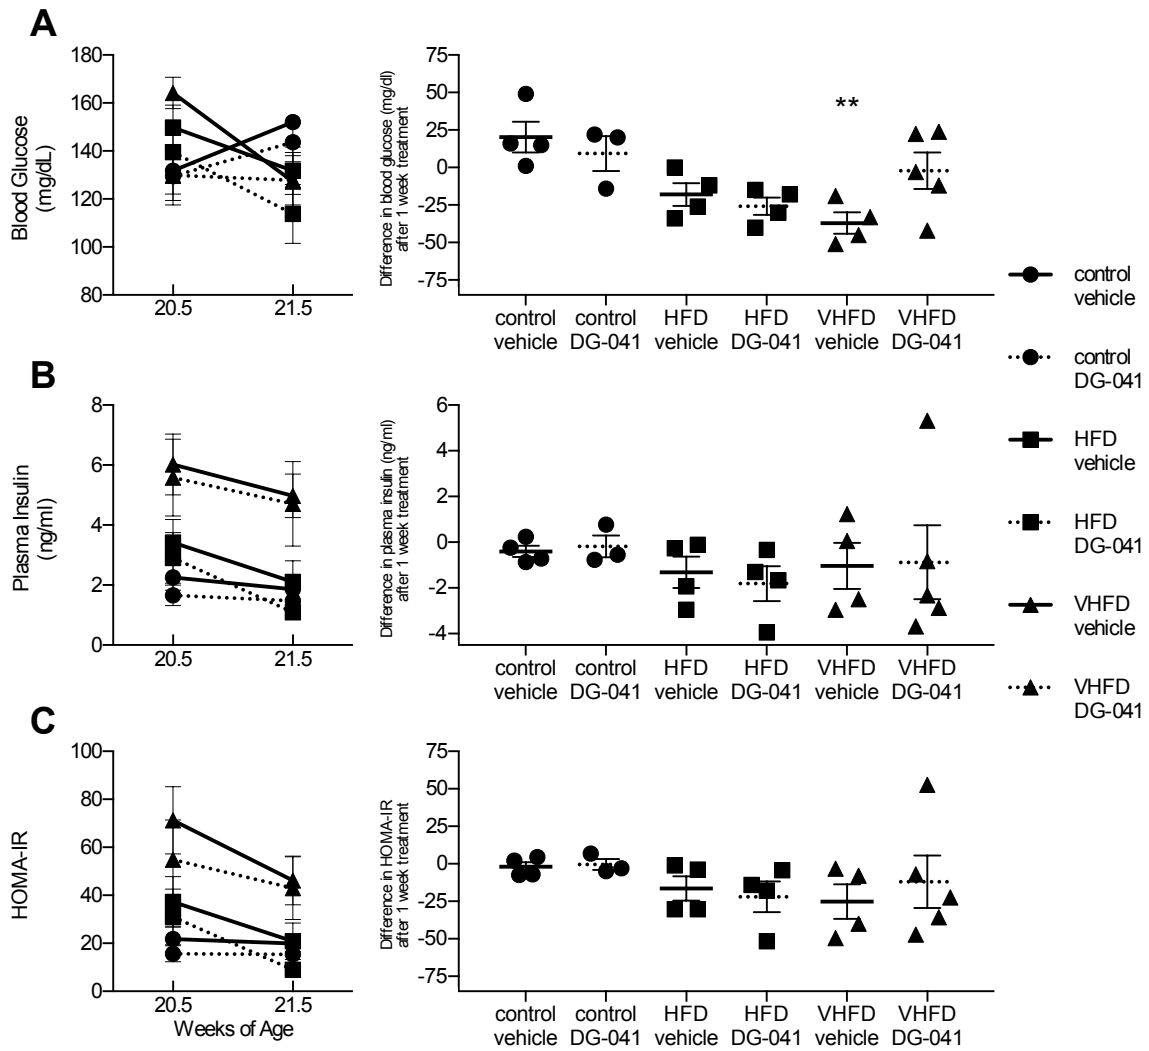 A
Blood Glucose
(mg/dL)
180
160
140
120
100
80
20.5
21.5
Difference in blood glucose (mg/dl)
after 1 week treatment
75
50
25
0
-25
-50
-75
**
control
vehicle
control
DG-041
HFD
vehicle
HFD
DG-041
VHFD
vehicle
VHFD
DG-041
B
Plasma Insulin
(ng/ml)
8
6
4
2
0
20.5
21.5
Difference in plasma insulin (ng/ml)
after 1 week treatment
6
4
2
0
-2
-4
control
vehicle
control
DG-041
HFD
vehicle
HFD
DG-041
VHFD
vehicle
VHFD
DG-041
C
HOMA-IR
100
80
60
40
20
0
20.5
21.5
Weeks of Age
Difference in HOMA-IR
after 1 week treatment
75
50
25
0
-25
-50
-75
control
vehicle
control
DG-041
HFD
vehicle
HFD
DG-041
VHFD
vehicle
VHFD
DG-041
control
vehicle
control
DG-041
HFD
vehicle
HFD
DG-041
VHFD
vehicle
VHFD
DG-041